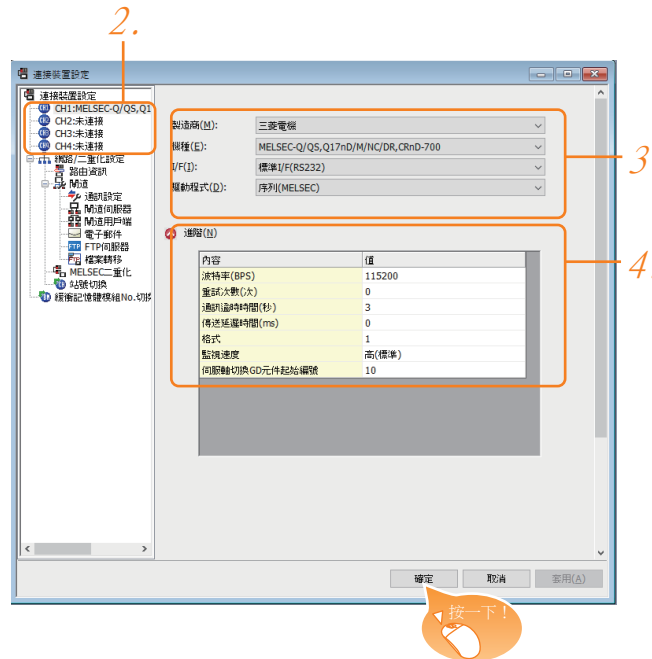 2.
連接裝置設定
連接裝置設定
CH1:MELSEC-Q/QS,Q1
CH2:未連接
CH3:未連接
CH4:未連接
網路/二重化設定
路由資訊
閘道
通訊設定
閘道伺服器
閘道用戶端
電子郵件
FTP FTP伺服器
檔案轉移
MELSEC二重化
站號切換
緩衝記憶體模組No.切換
製造商(M): 三菱電機
機種(E): MELSEC-Q/QS,Q17nD/M/NC/DR,CRnD-700
I/F(I): 標準I/F(RS232)
驅動程式(D): 序列(MELSEC)
3
進階(N)
內容 值
波特率(BPS) 115200
重試次數(次) 0
通訊逾時時間(秒) 3
傳送延遲時間(ms) 0
格式 1
監視速度 高(標準)
伺服軸切換GD元件起始編號 10
4.
確定 取消 套用(A)
按一下!